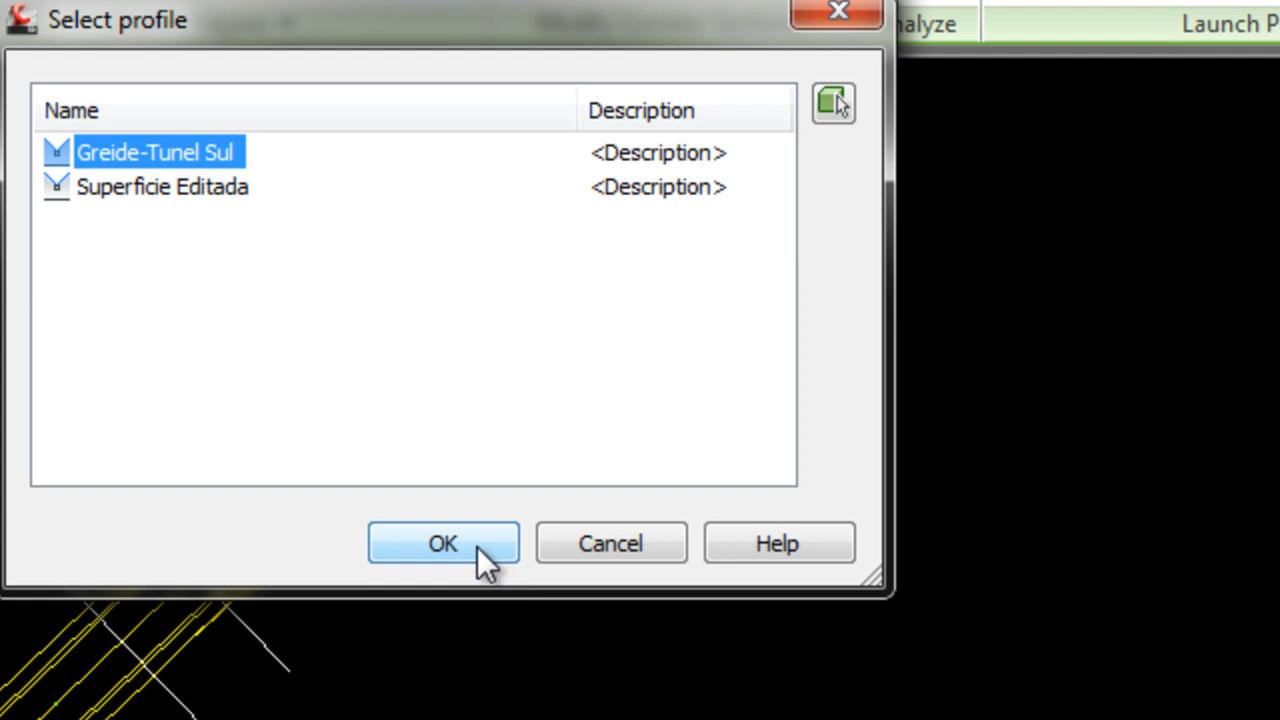 Select profile
nalyze
Launch P
Name Description
Greide-Tunel Sul <Description>
Superficie Editada <Description>
OK Cancel Help